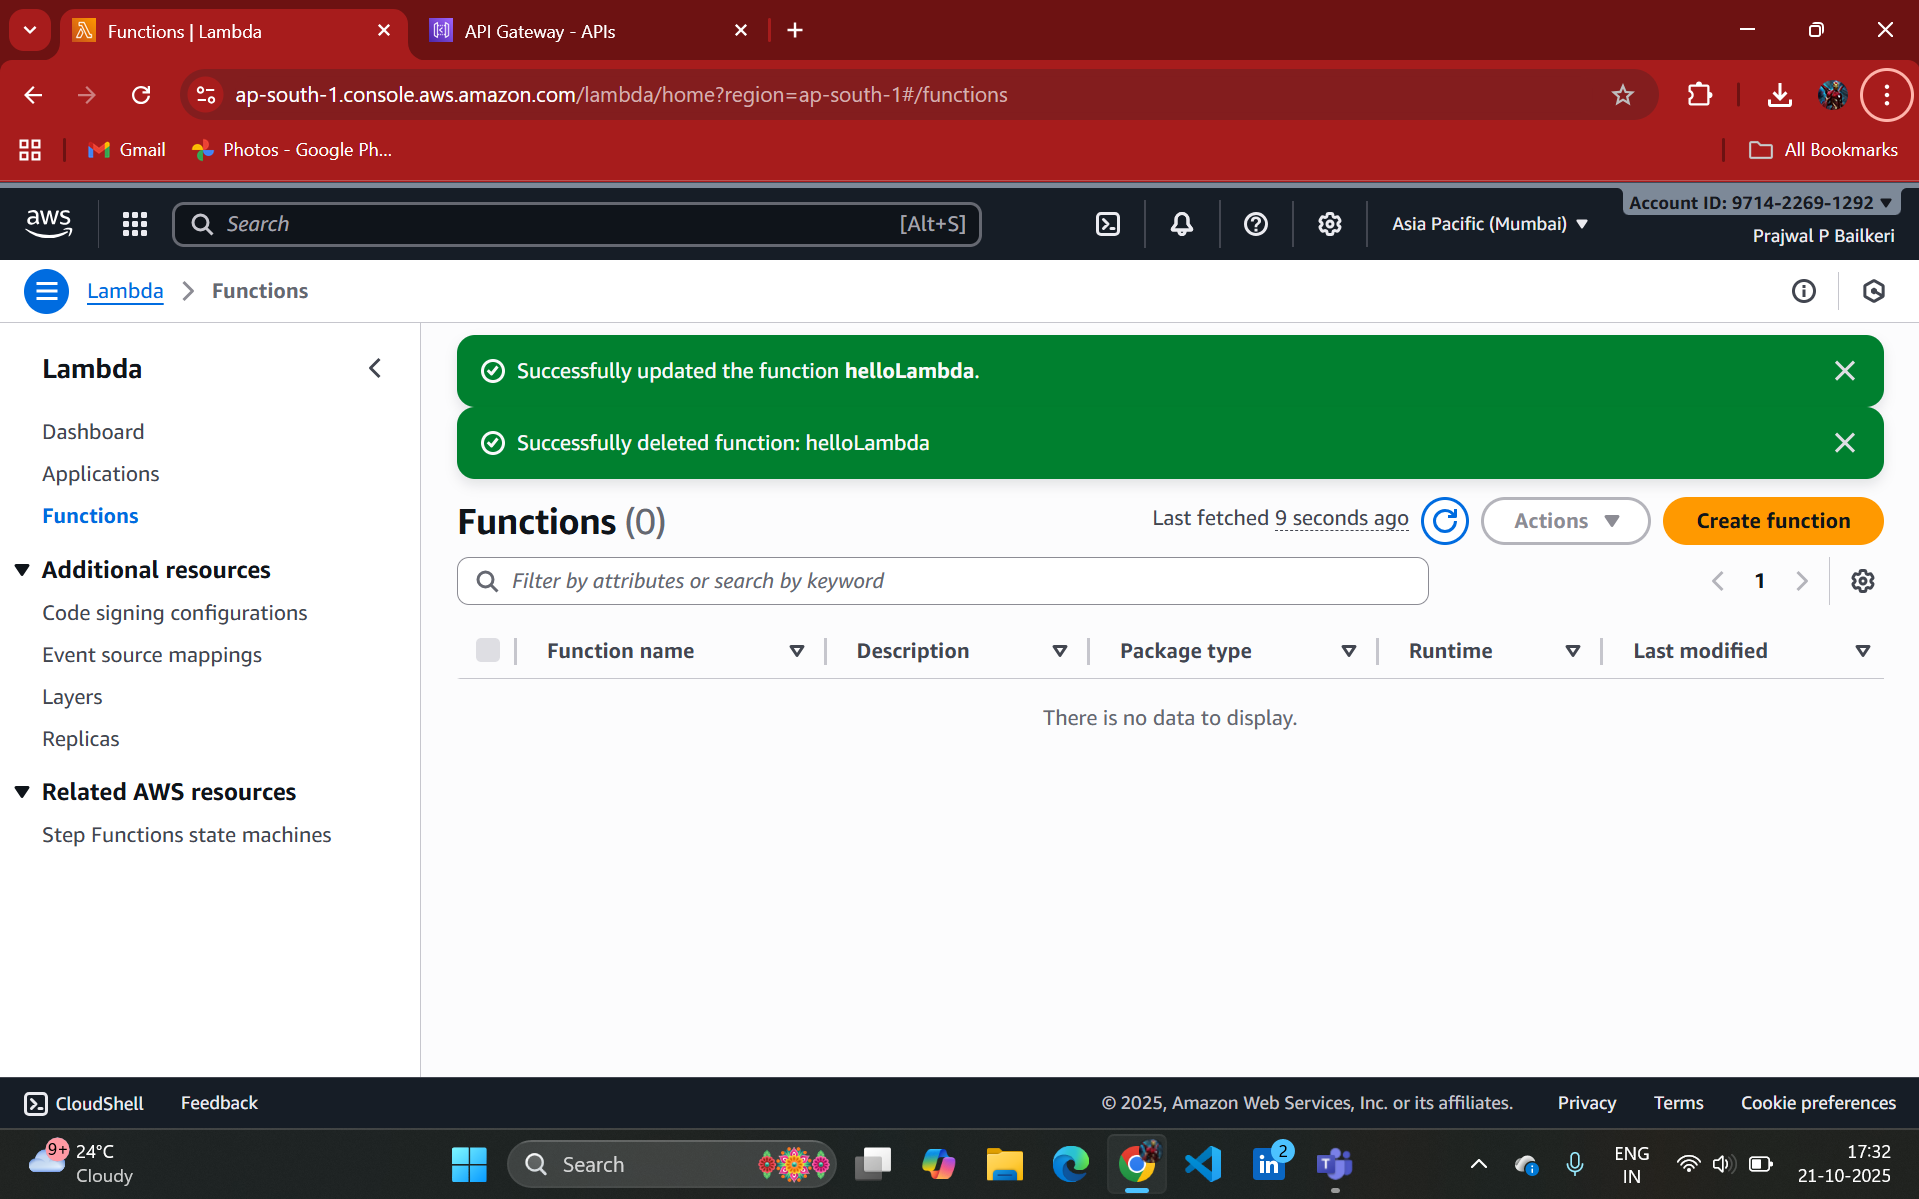 Functions | Lambda
API Gateway - APIs
ap-south-1.console.aws.amazon.com/lambda/home?region=ap-south-1#/functions
Gmail
Photos - Google Ph...
All Bookmarks
aws
Search
[Alt+S]
Asia Pacific (Mumbai)
Account ID: 9714-2269-1292
Prajwal P Bailkeri
Lambda
Functions
Lambda
Dashboard
Applications
Functions
Additional resources
Code signing configurations
Event source mappings
Layers
Replicas
Related AWS resources
Step Functions state machines
Successfully updated the function helloLambda.
Successfully deleted function: helloLambda
Functions (0)
Last fetched 9 seconds ago
Actions
Create function
Filter by attributes or search by keyword
1
Function name
Description
Package type
Runtime
Last modified
There is no data to display.
CloudShell
Feedback
© 2025, Amazon Web Services, Inc. or its affiliates.
Privacy
Terms
Cookie preferences
9+
24°C
Cloudy
Search
in
2
ENG
IN
17:32
21-10-2025